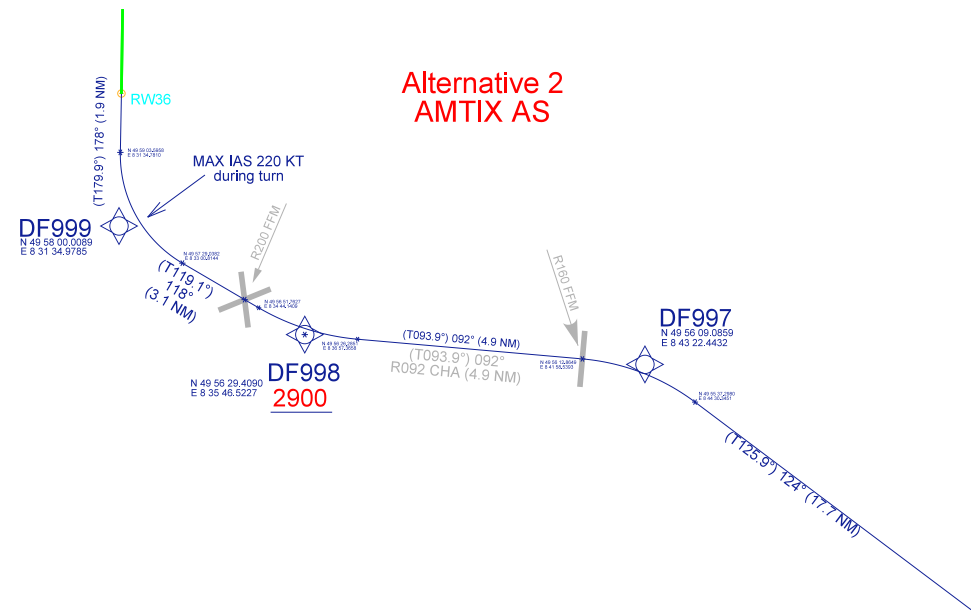 Alternative 2
AMTIX AS
RW36
(T179.9°) 178° (1.9 NM)
MAX IAS 220 KT
during turn
DF999
N 49 58 00.0089
E 8 31 34.9785
R200 FFM
(T119.1°)
118°
(3.1 NM)
R160 FFM
DF998
2900
N 49 56 29.4090
E 8 35 46.5227
(T093.9°) 092° (4.9 NM)
(T093.9°) 092°
R092 CHA (4.9 NM)
DF997
N 49 56 09.0859
E 8 43 22.4432
(T125.9°) 124° (17.7 NM)